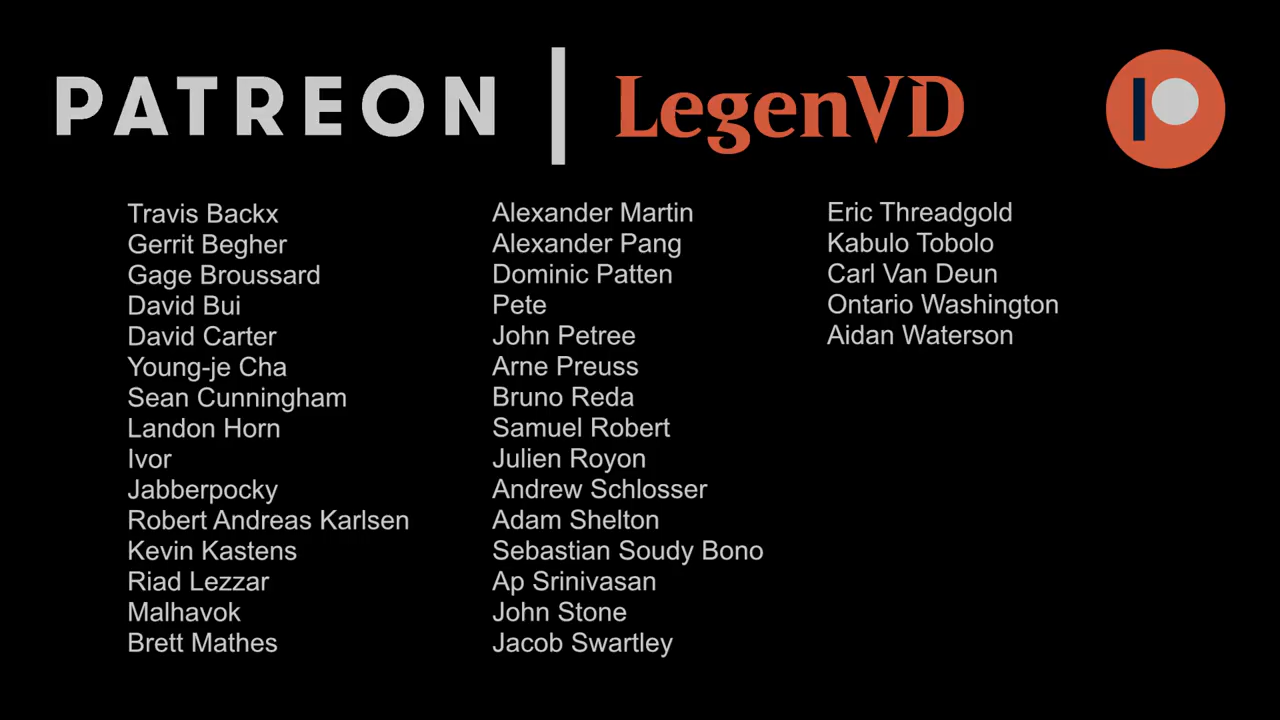 PATREON | LegenVD
Travis Backx
Gerrit Begher
Gage Broussard
David Bui
David Carter
Young-je Cha
Sean Cunningham
Landon Horn
Ivor
Jabberpocky
Robert Andreas Karlsen
Kevin Kastens
Riad Lezzar
Malhavok
Brett Mathes
Alexander Martin
Alexander Pang
Dominic Patten
Pete
John Petree
Arne Preuss
Bruno Reda
Samuel Robert
Julien Royon
Andrew Schlosser
Adam Shelton
Sebastian Soudy Bono
Ap Srinivasan
John Stone
Jacob Swartley
Eric Threadgold
Kabulo Tobolo
Carl Van Deun
Ontario Washington
Aidan Waterson